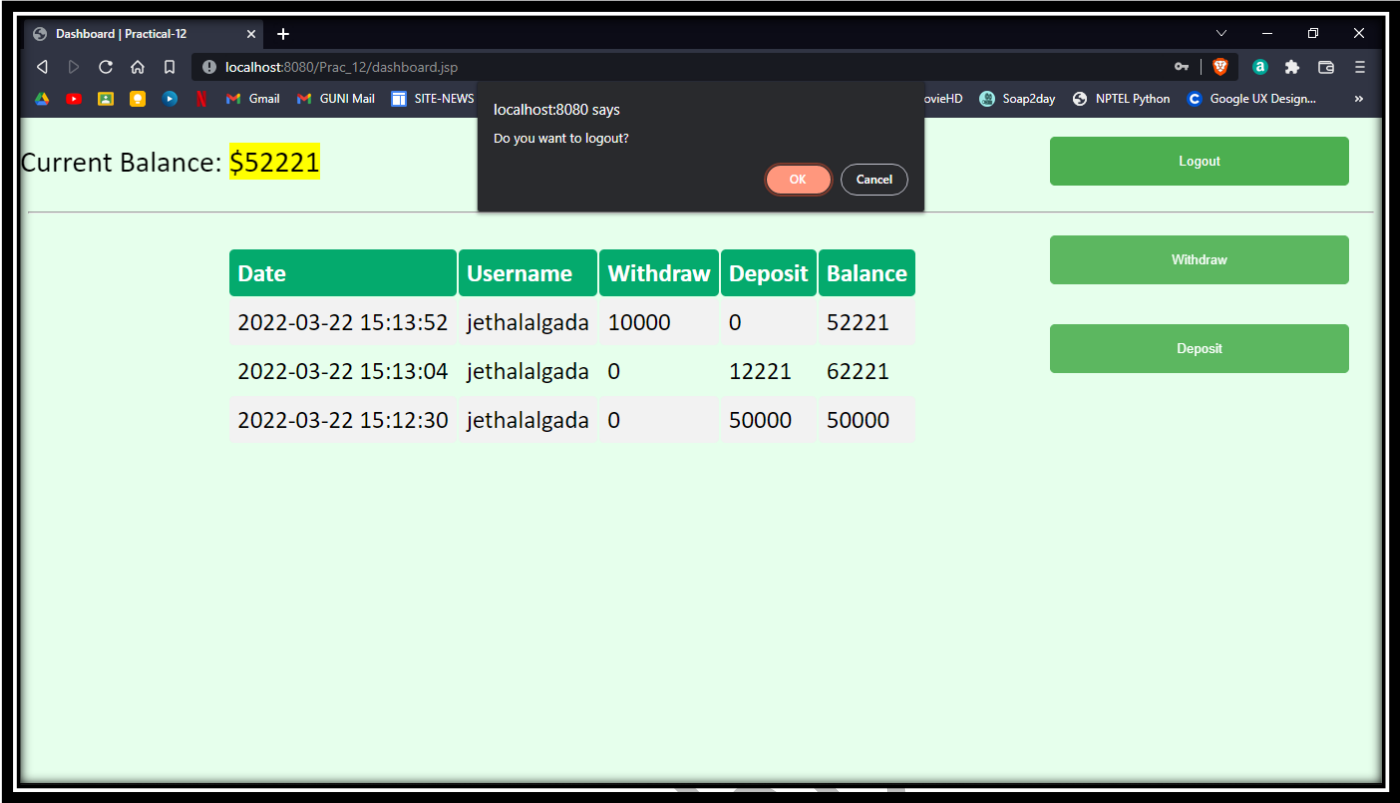 Dashboard | Practical-12
localhost:8080/Prac_12/dashboard.jsp
Gmail GUNI Mail SITE-NEWS ovieHD Soap2day NPTEL Python Google UX Design...
localhost:8080 says
Do you want to logout?
OK Cancel
Current Balance: $52221
Logout
Withdraw
Deposit
Date Username Withdraw Deposit Balance
2022-03-22 15:13:52 jethalalgada 10000 0 52221
2022-03-22 15:13:04 jethalalgada 0 12221 62221
2022-03-22 15:12:30 jethalalgada 0 50000 50000